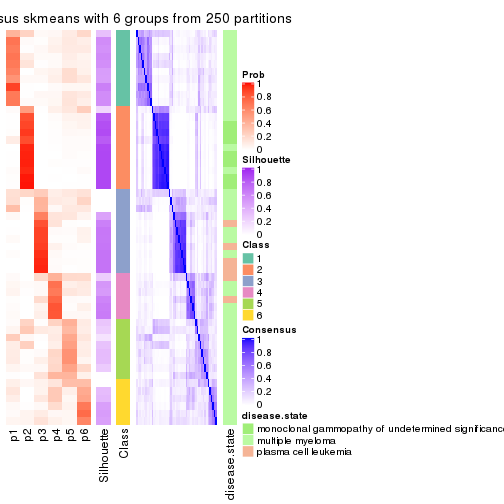 sus skmeans with 6 groups from 250 partitions
Prob
1
0.8
0.6
0.4
0.2
0
Silhouette
1
0.8
0.6
0.4
0.2
0
Class
1
2
3
4
5
6
Consensus
1
0.8
0.6
0.4
0.2
0
disease.state
monoclonal gammopathy of undetermined significance
multiple myeloma
plasma cell leukemia
p1
p2
p3
p4
p5
p6
Silhouette
Class
disease.state